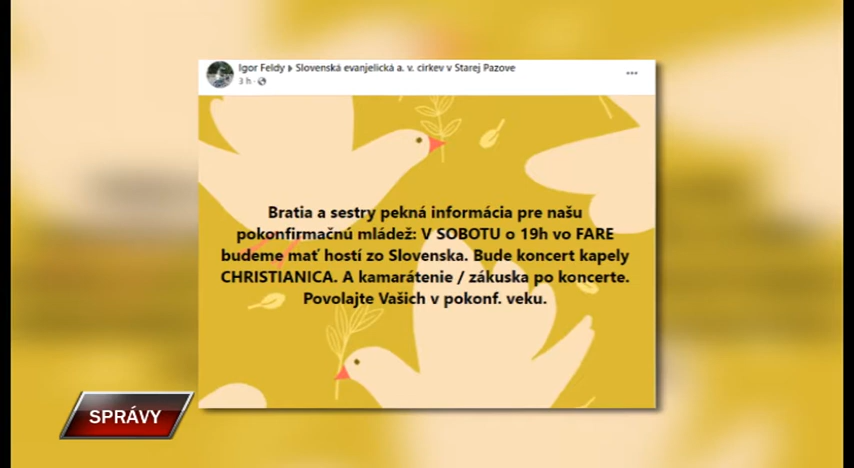 Igor Feldy ▸ Slovenská evanjelická a. v. cirkev v Starej Pazove
3 h ·
Bratia a sestry pekná informácia pre našu
pokonfirmačnú mládež: V SOBOTU o 19h vo FARE
budeme mať hostí zo Slovenska. Bude koncert kapely
CHRISTIANICA. A kamarátenie / zákuska po koncerte.
Povolajte Vašich v pokonf. veku.
SPRÁVY